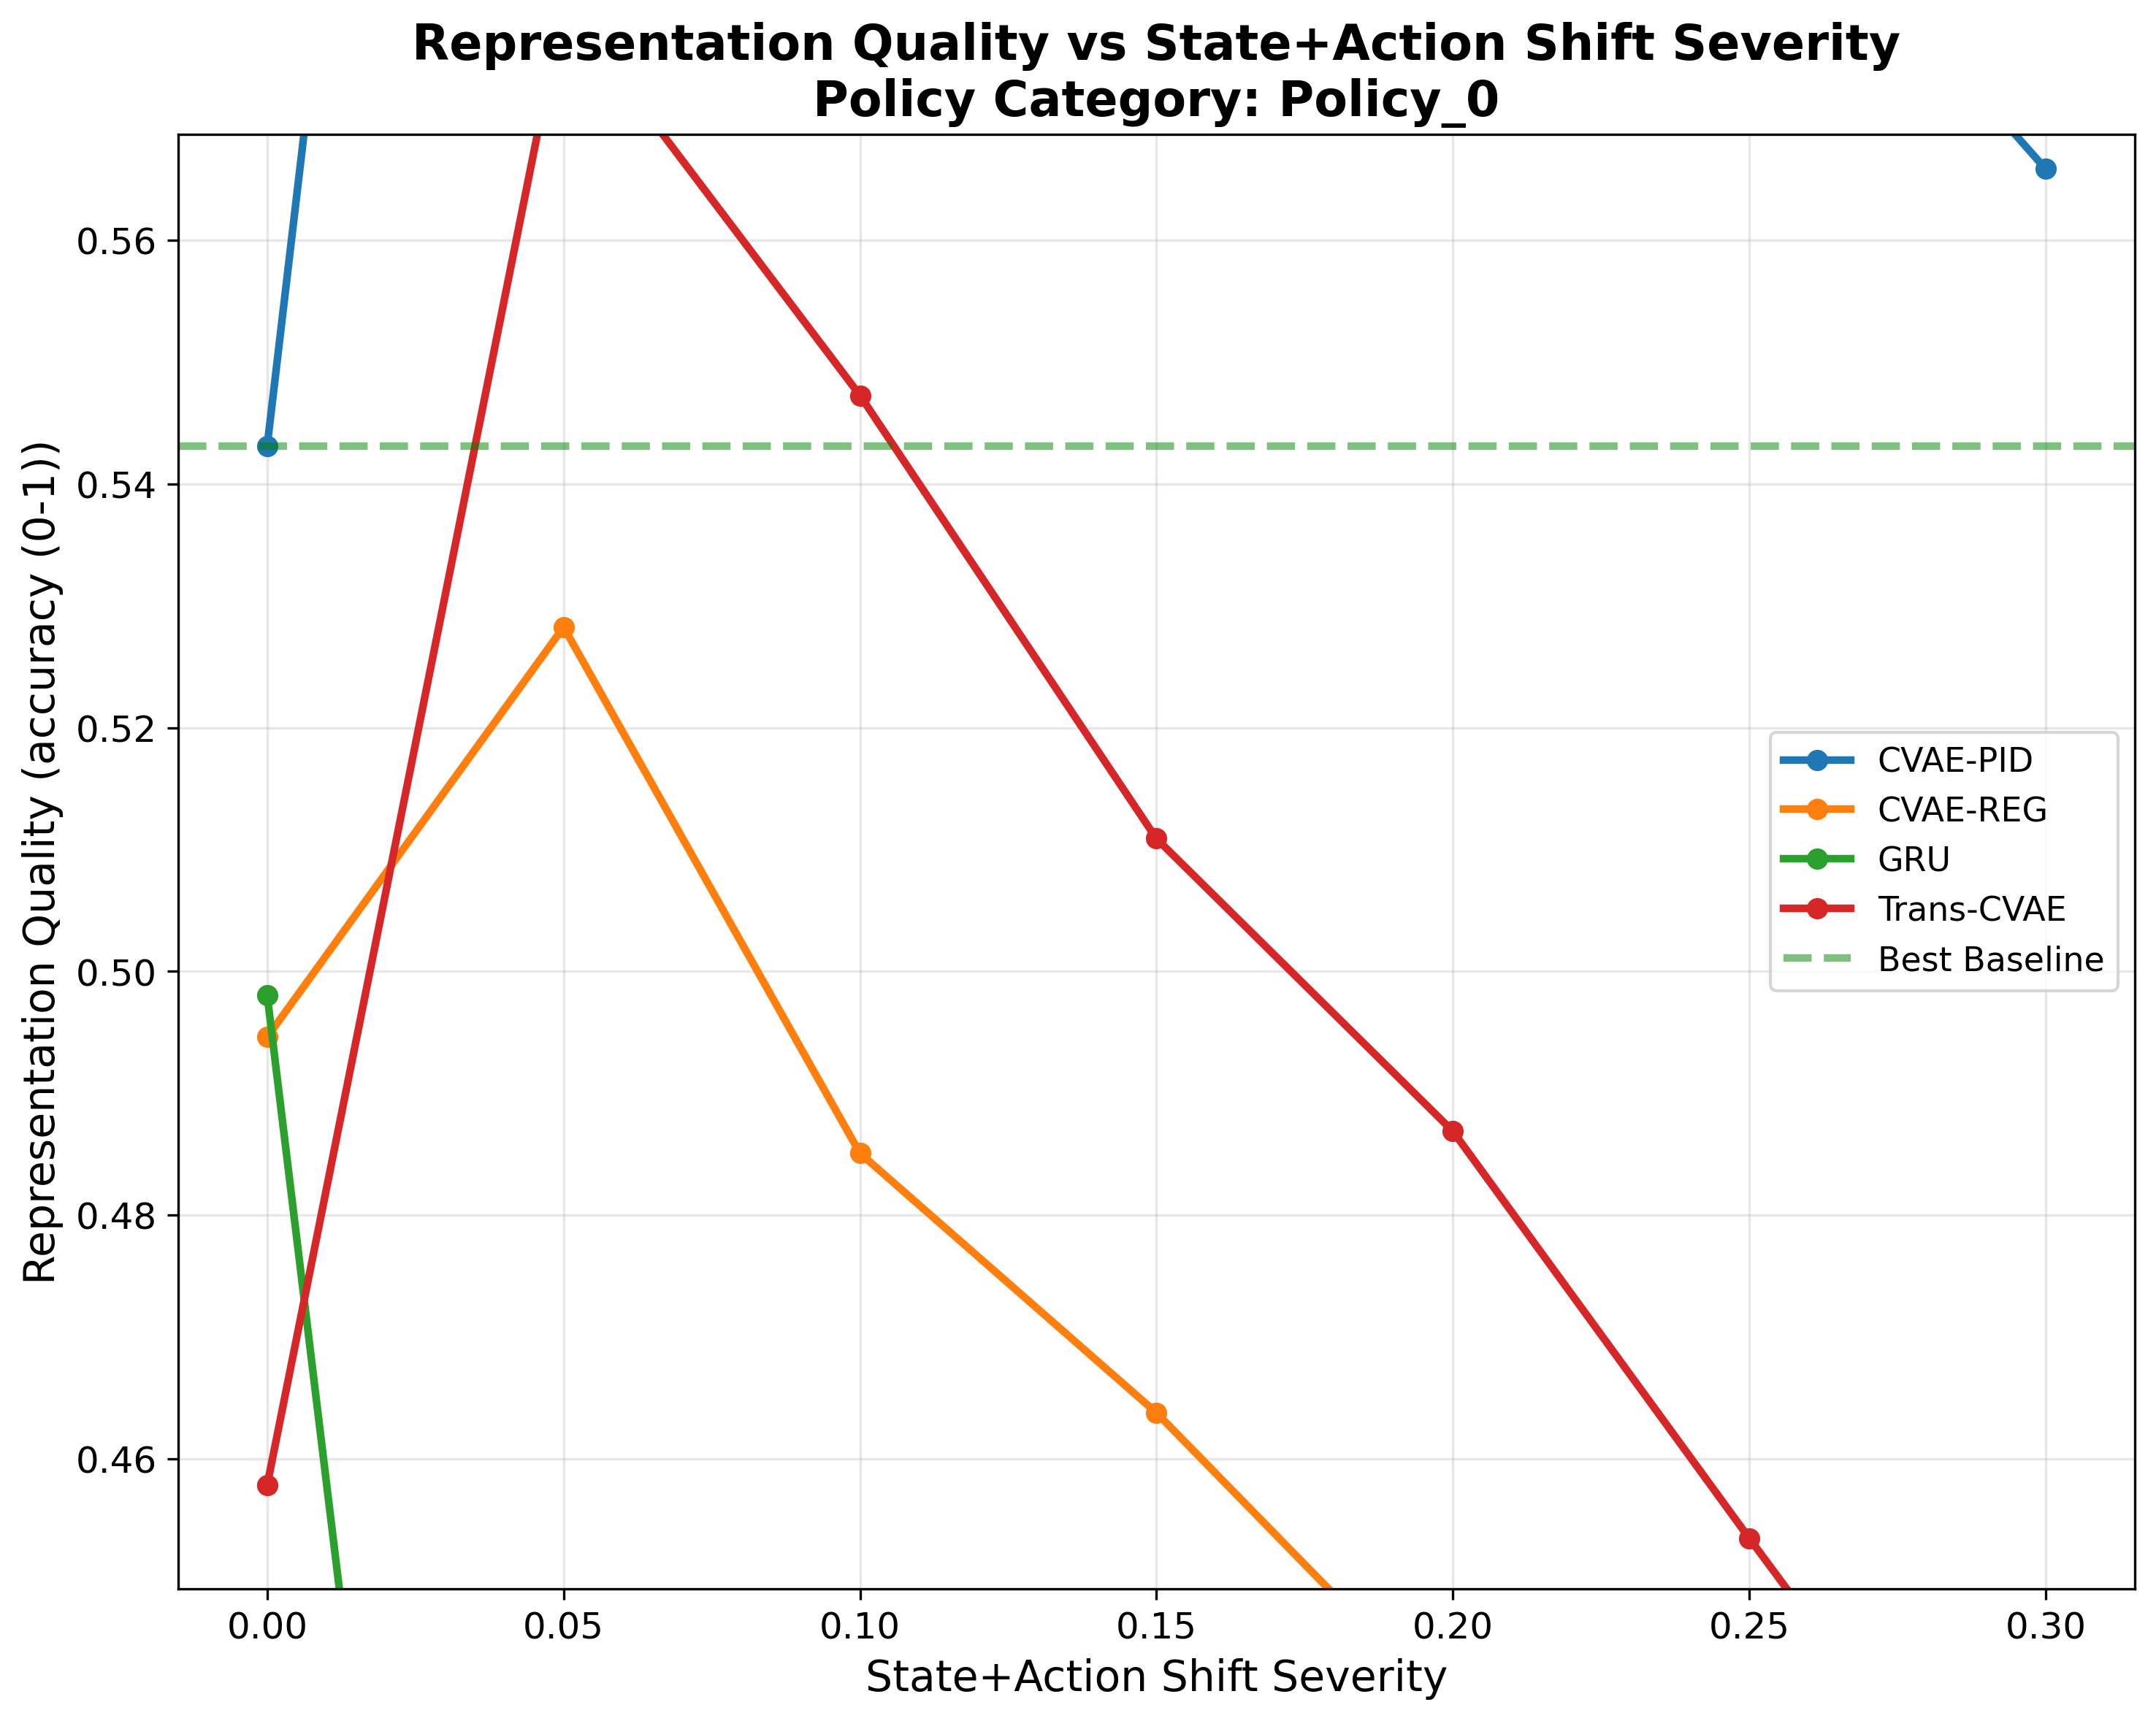 Representation Quality vs State+Action Shift Severity
Policy Category: Policy_0
Representation Quality (accuracy (0-1))
0.56
0.54
0.52
0.50
0.48
0.46
CVAE-PID
CVAE-REG
GRU
Trans-CVAE
Best Baseline
0.00 0.05 0.10 0.15 0.20 0.25 0.30
State+Action Shift Severity